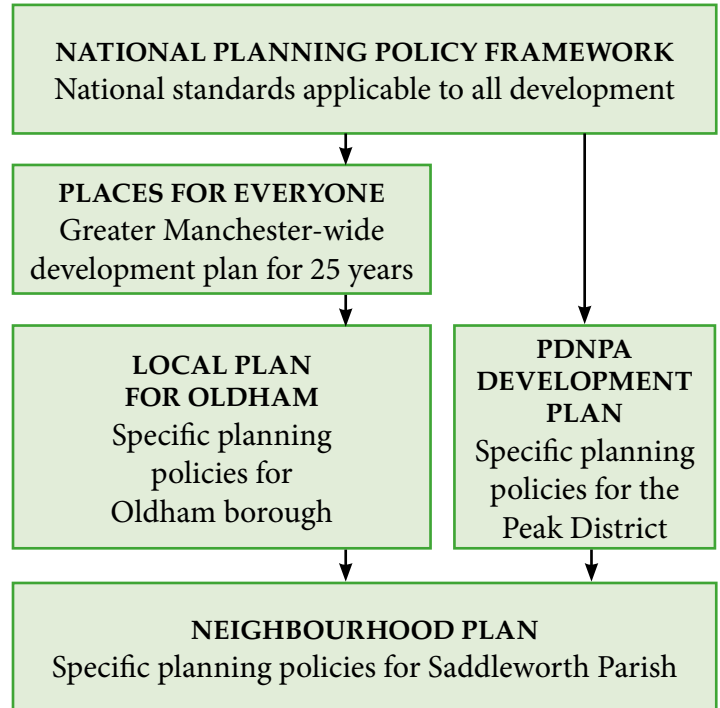 NATIONAL PLANNING POLICY FRAMEWORK
National standards applicable to all development
PLACES FOR EVERYONE
Greater Manchester-wide
development plan for 25 years
LOCAL PLAN
FOR OLDHAM
Specific planning
policies for
Oldham borough
PDNPA
DEVELOPMENT
PLAN
Specific planning
policies for the
Peak District
NEIGHBOURHOOD PLAN
Specific planning policies for Saddleworth Parish